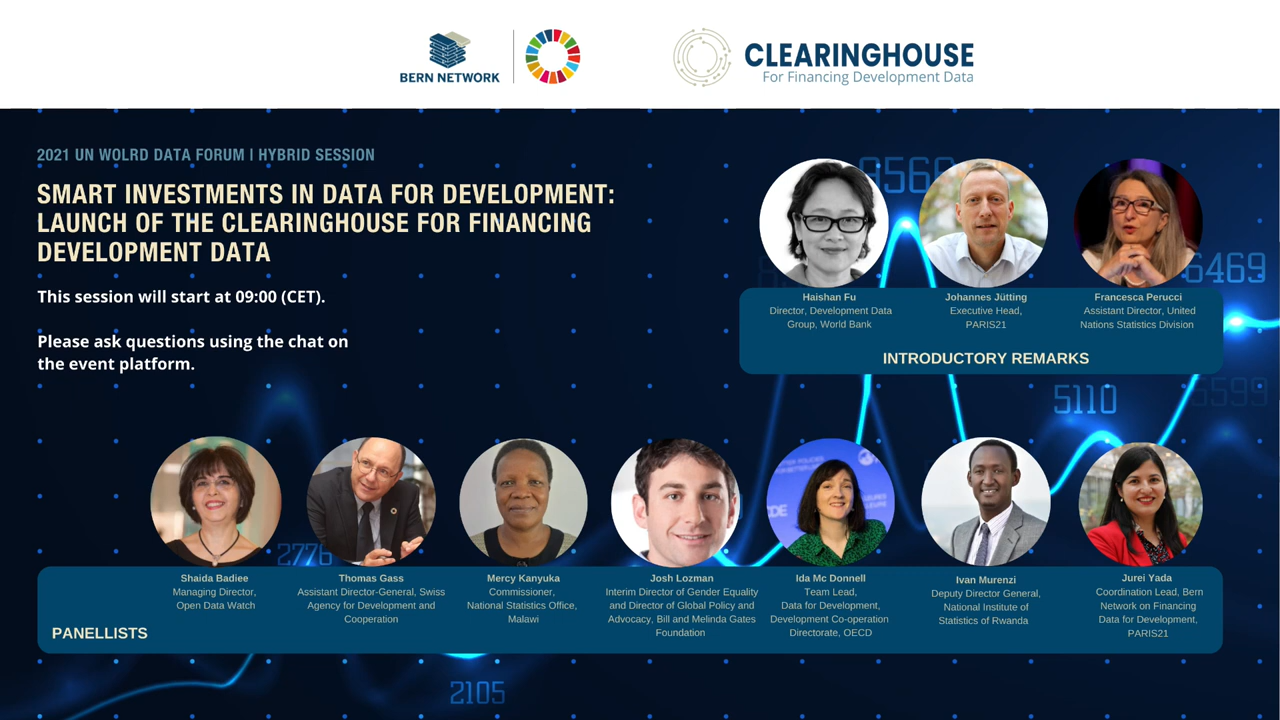 BERN NETWORK
CLEARINGHOUSE
For Financing Development Data
2021 UN WOLRD DATA FORUM | HYBRID SESSION
SMART INVESTMENTS IN DATA FOR DEVELOPMENT:
LAUNCH OF THE CLEARINGHOUSE FOR FINANCING
DEVELOPMENT DATA
This session will start at 09:00 (CET).
Please ask questions using the chat on
the event platform.
8569
6469
Haishan Fu
Director, Development Data
Group, World Bank
Johannes Jütting
Executive Head,
PARIS21
Francesca Perucci
Assistant Director, United
Nations Statistics Division
INTRODUCTORY REMARKS
5110
5599
2776
Shaida Badiee
Managing Director,
Open Data Watch
Thomas Gass
Assistant Director-General, Swiss
Agency for Development and
Cooperation
Mercy Kanyuka
Commissioner,
National Statistics Office,
Malawi
Josh Lozman
Interim Director of Gender Equality
and Director of Global Policy and
Advocacy, Bill and Melinda Gates
Foundation
Ida Mc Donnell
Team Lead,
Data for Development,
Development Co-operation
Directorate, OECD
Ivan Murenzi
Deputy Director General,
National Institute of
Statistics of Rwanda
Jurei Yada
Coordination Lead, Bern
Network on Financing
Data for Development,
PARIS21
PANELLISTS
2105